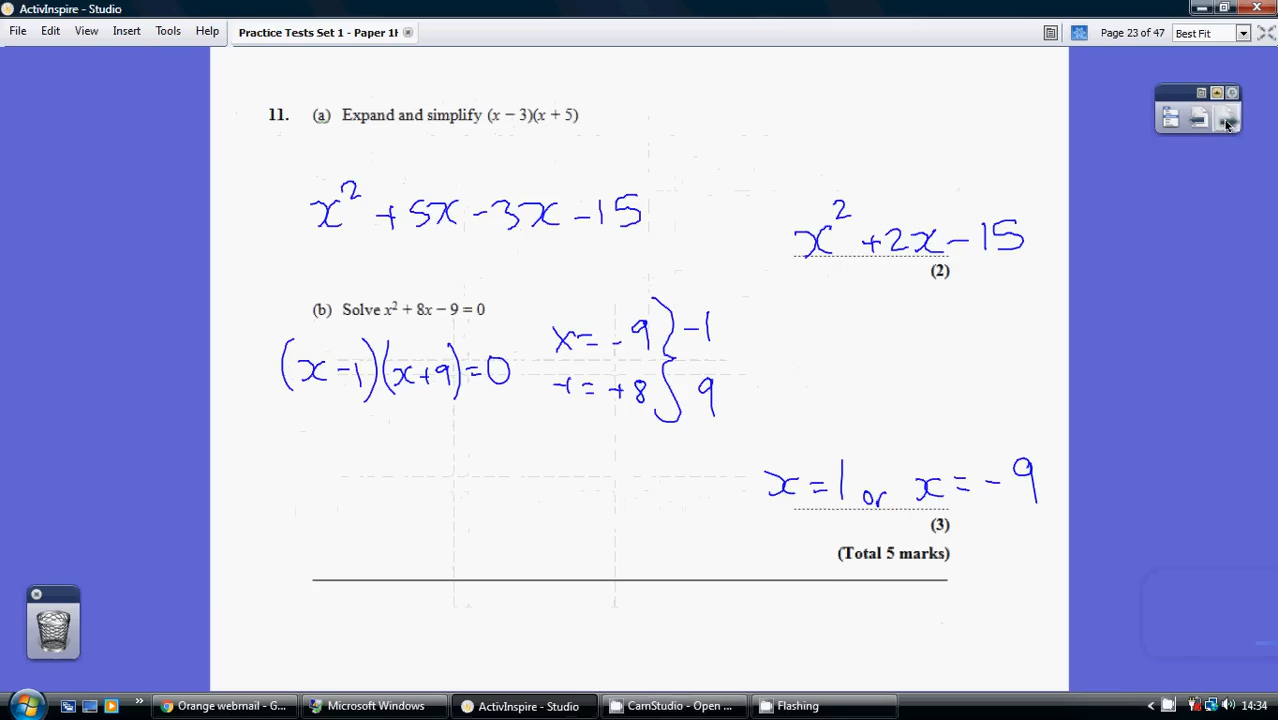 ActivInspire - Studio
File Edit View Insert Tools Help Practice Tests Set 1 - Paper 1H Page 23 of 47 Best Fit
11. (a) Expand and simplify (x − 3)(x + 5)
x² + 5x - 3x - 15
x² + 2x - 15
(2)
(b) Solve x² + 8x − 9 = 0
x = - 9 } -1
(x - 1)(x + 9) = 0
+ = + 8 } 9
x = 1 or x = - 9
(3)
(Total 5 marks)
Orange webmail - G... Microsoft Windows ActivInspire - Studio CamStudio - Open ... Flashing 14:34